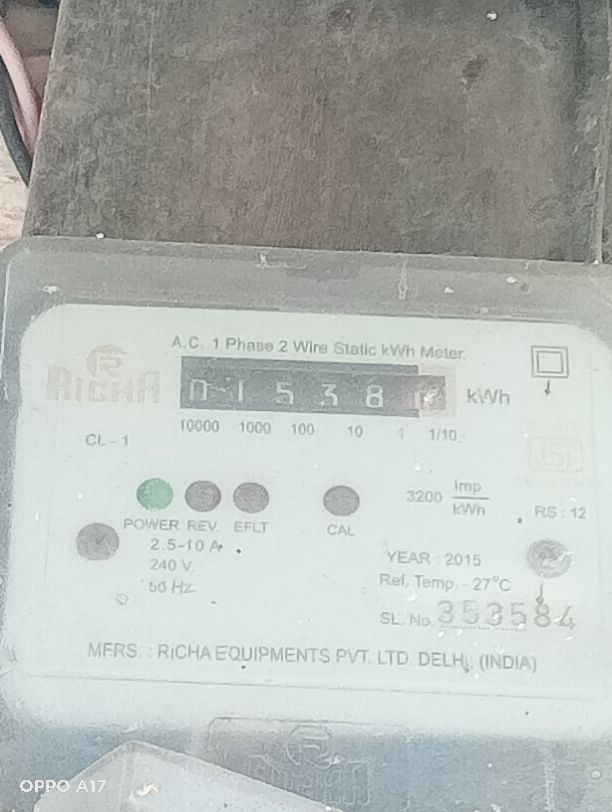 A.C. 1 Phase 2 Wire Static kWh Meter.
RICHA
0 1 5 3 8
kWh
10000 1000 100 10 1 1/10
CL - 1
3200 Imp
kWh
RS : 12
POWER REV. EFLT CAL
2.5-10 A
240 V.
50 Hz
YEAR : 2015
Ref. Temp. - 27°C
SL. No. 353584
MFRS. : RICHA EQUIPMENTS PVT. LTD. DELHI. (INDIA)
OPPO A17